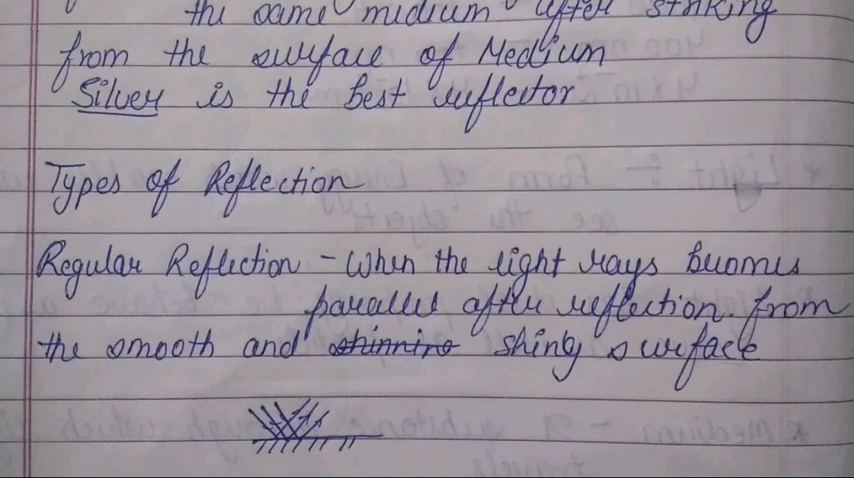 the same medium after striking
from the surface of Medium
Silver is the best reflector
Types of Reflection
Regular Reflection - When the light rays becomes
parallel after reflection from
the smooth and shinning shiny surface